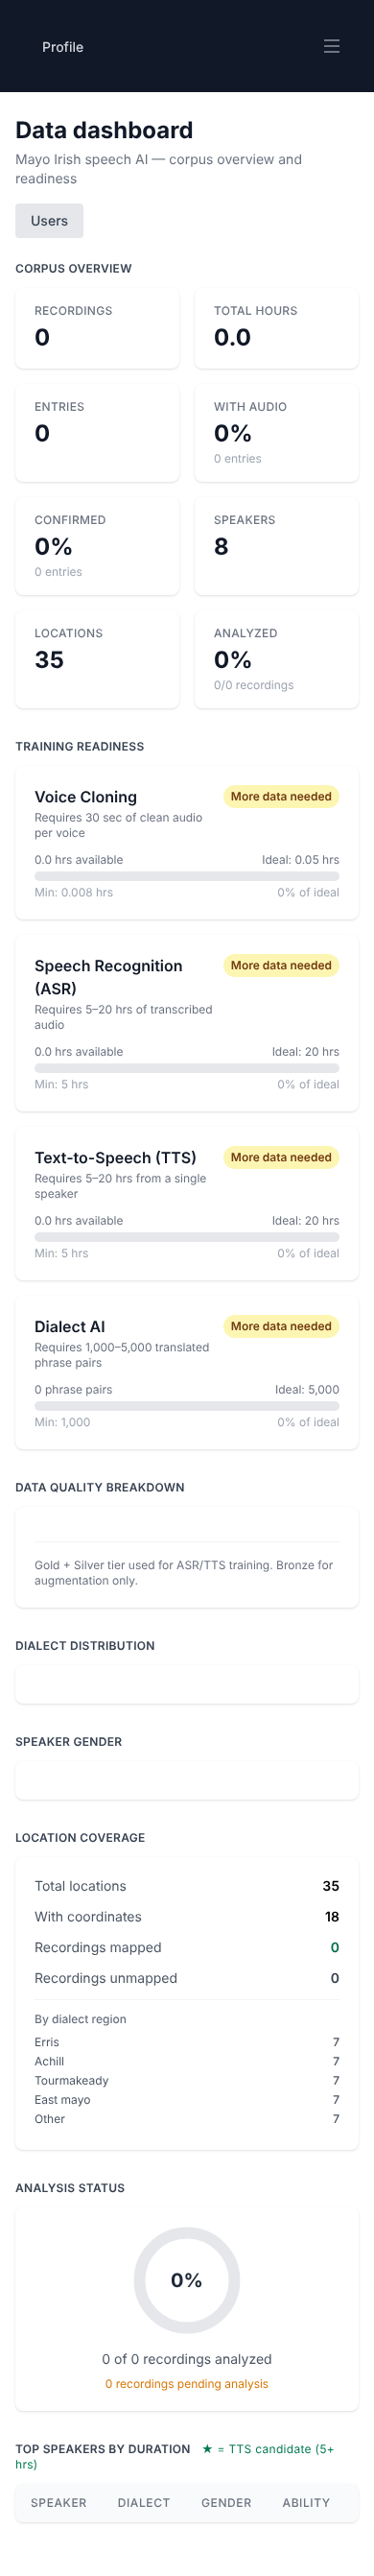 Profile
Data dashboard
Mayo Irish speech AI — corpus overview and
readiness
Users
CORPUS OVERVIEW
RECORDINGS
0
TOTAL HOURS
0.0
ENTRIES
0
WITH AUDIO
0%
0 entries
CONFIRMED
0%
0 entries
SPEAKERS
8
LOCATIONS
35
ANALYZED
0%
0/0 recordings
TRAINING READINESS
Voice Cloning
More data needed
Requires 30 sec of clean audio
per voice
0.0 hrs available
Ideal: 0.05 hrs
Min: 0.008 hrs
0% of ideal
Speech Recognition
(ASR)
More data needed
Requires 5–20 hrs of transcribed
audio
0.0 hrs available
Ideal: 20 hrs
Min: 5 hrs
0% of ideal
Text-to-Speech (TTS)
More data needed
Requires 5–20 hrs from a single
speaker
0.0 hrs available
Ideal: 20 hrs
Min: 5 hrs
0% of ideal
Dialect AI
More data needed
Requires 1,000–5,000 translated
phrase pairs
0 phrase pairs
Ideal: 5,000
Min: 1,000
0% of ideal
DATA QUALITY BREAKDOWN
Gold + Silver tier used for ASR/TTS training. Bronze for
augmentation only.
DIALECT DISTRIBUTION
SPEAKER GENDER
LOCATION COVERAGE
Total locations 35
With coordinates 18
Recordings mapped 0
Recordings unmapped 0
By dialect region
Erris 7
Achill 7
Tourmakeady 7
East mayo 7
Other 7
ANALYSIS STATUS
0%
0 of 0 recordings analyzed
0 recordings pending analysis
TOP SPEAKERS BY DURATION ★ = TTS candidate (5+
hrs)
SPEAKER DIALECT GENDER ABILITY